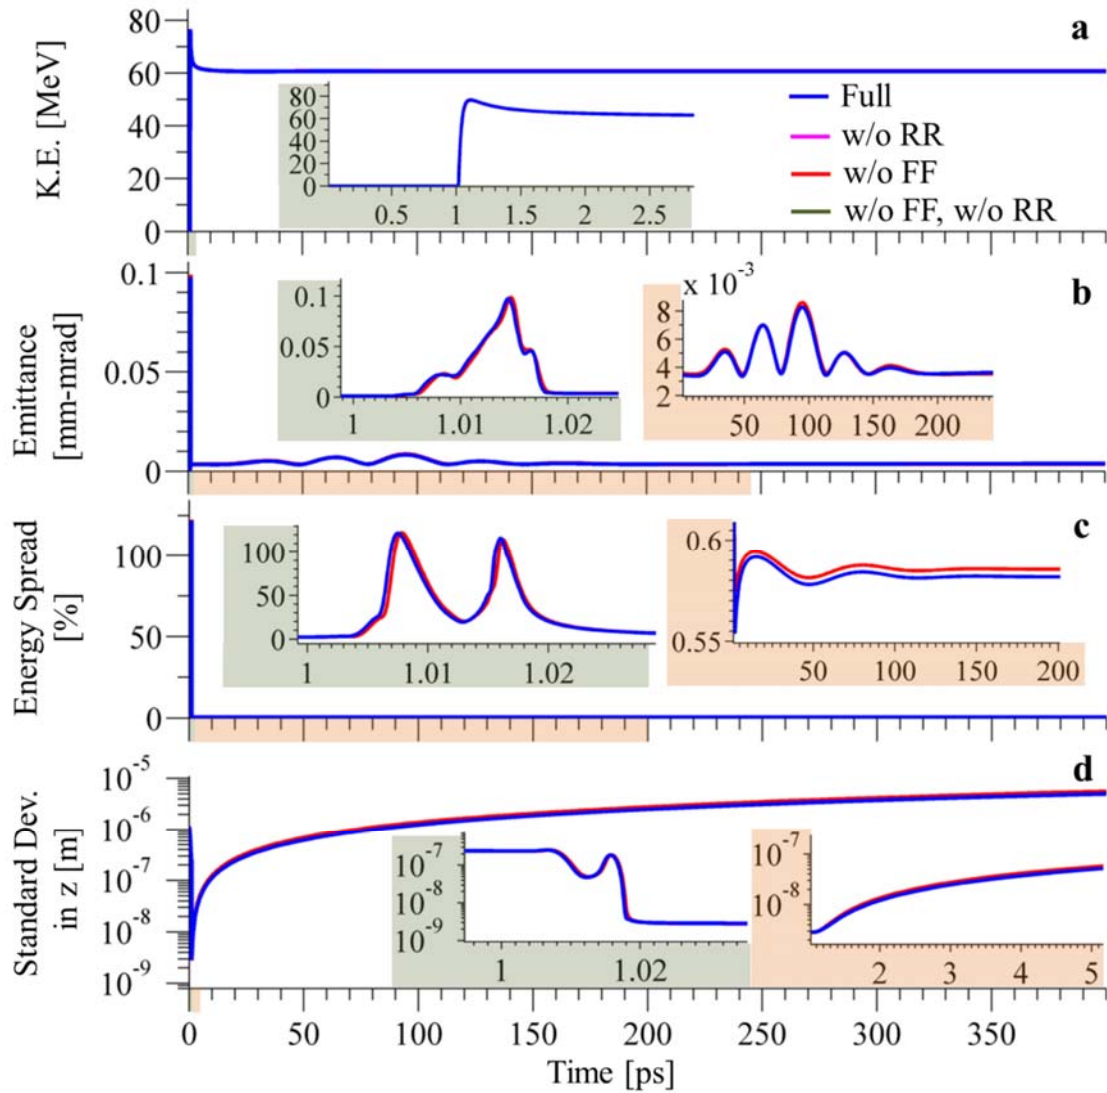 a
K.E. [MeV]
80
60
40
20
0
80
60
40
20
0
0.5 1 1.5 2 2.5
Full
w/o RR
w/o FF
w/o FF, w/o RR
b
Emittance
[mm-mrad]
0.1
0.05
0
0.1
0.05
0
1 1.01 1.02
x 10-3
8
6
4
2
50 100 150 200
c
Energy Spread
[%]
100
50
0
100
50
0
1 1.01 1.02
0.6
0.55
50 100 150 200
d
Standard Dev.
in z [m]
10-5
10-6
10-7
10-8
10-9
10-7
10-8
10-9
1 1.02
10-7
10-8
2 3 4 5
0 50 100 150 200 250 300 350
Time [ps]